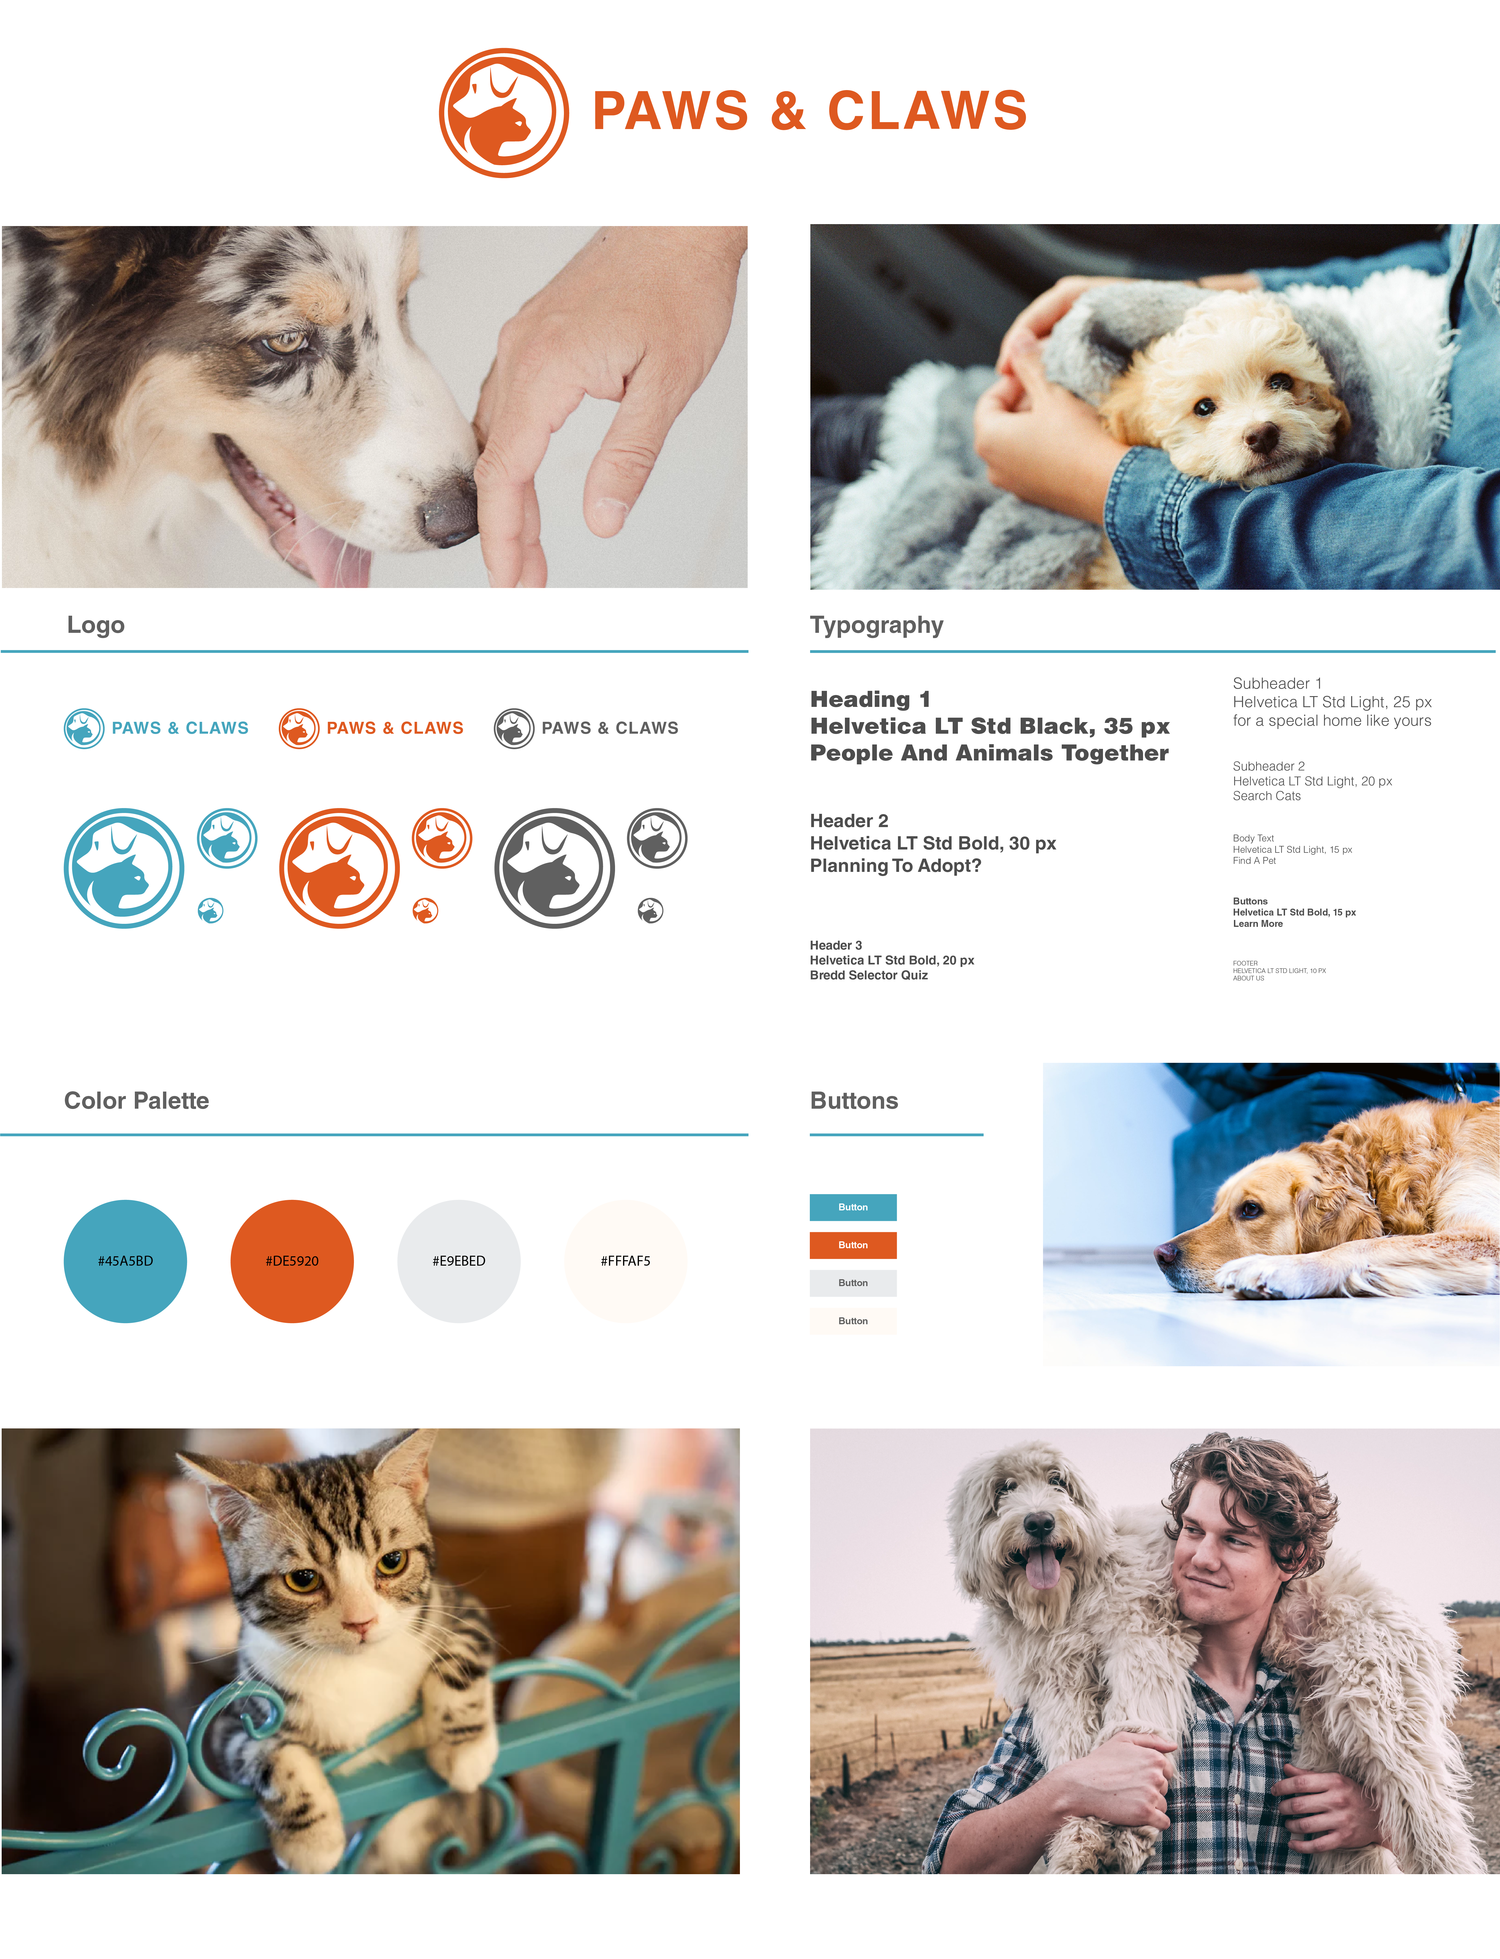 PAWS & CLAWS
Logo
PAWS & CLAWS
PAWS & CLAWS
PAWS & CLAWS
Typography
Heading 1
Helvetica LT Std Black, 35 px
People And Animals Together
Header 2
Helvetica LT Std Bold, 30 px
Planning To Adopt?
Header 3
Helvetica LT Std Bold, 20 px
Bredd Selector Quiz
Subheader 1
Helvetica LT Std Light, 25 px
for a special home like yours
Subheader 2
Helvetica LT Std Light, 20 px
Search Cats
Body Text
Helvetica LT Std Light, 15 px
Find A Pet
Buttons
Helvetica LT Std Bold, 15 px
Learn More
FOOTER
HELVETICA LT STD LIGHT, 10 PX
ABOUT US
Color Palette
#45A5BD
#DE5920
#E9EBED
#FFFAF5
Buttons
Button
Button
Button
Button